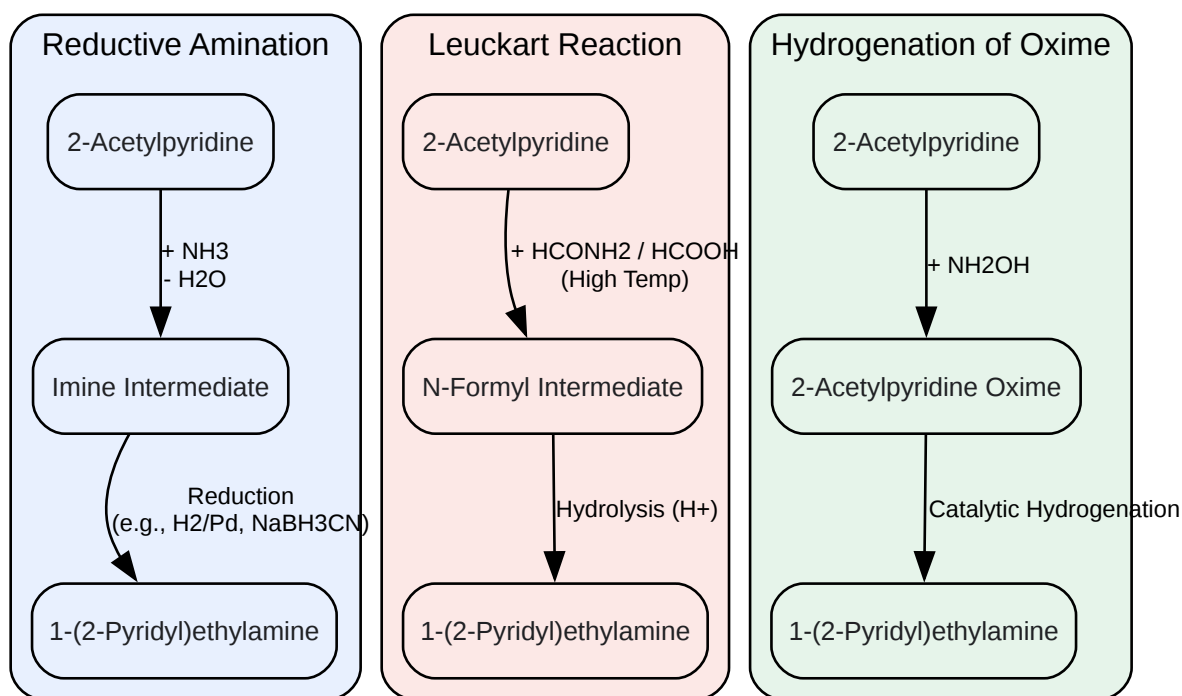 Reductive Amination
2-Acetylpyridine
+ NH3
- H2O
Imine Intermediate
Reduction
(e.g., H2/Pd, NaBH3CN)
1-(2-Pyridyl)ethylamine
Leuckart Reaction
2-Acetylpyridine
+ HCONH2 / HCOOH
(High Temp)
N-Formyl Intermediate
Hydrolysis (H+)
1-(2-Pyridyl)ethylamine
Hydrogenation of Oxime
2-Acetylpyridine
+ NH2OH
2-Acetylpyridine Oxime
Catalytic Hydrogenation
1-(2-Pyridyl)ethylamine